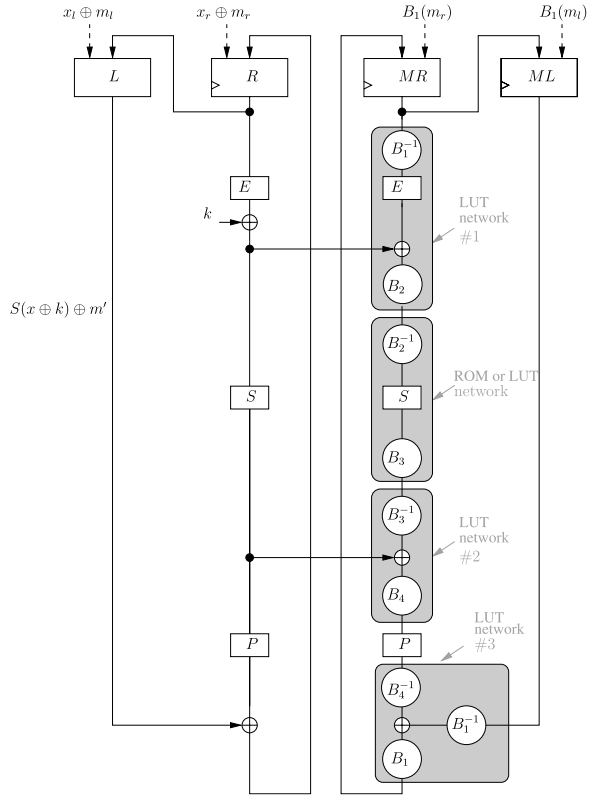 x_l ⊕ m_l
x_r ⊕ m_r
B_1(m_r)
B_1(m_l)
L
R
MR
ML
B_1^{-1}
E
E
LUT
network
#1
k
B_2
S(x ⊕ k) ⊕ m′
B_2^{-1}
ROM or LUT
network
S
S
B_3
B_3^{-1}
LUT
network
#2
B_4
LUT
network
#3
P
P
B_4^{-1}
B_1^{-1}
B_1